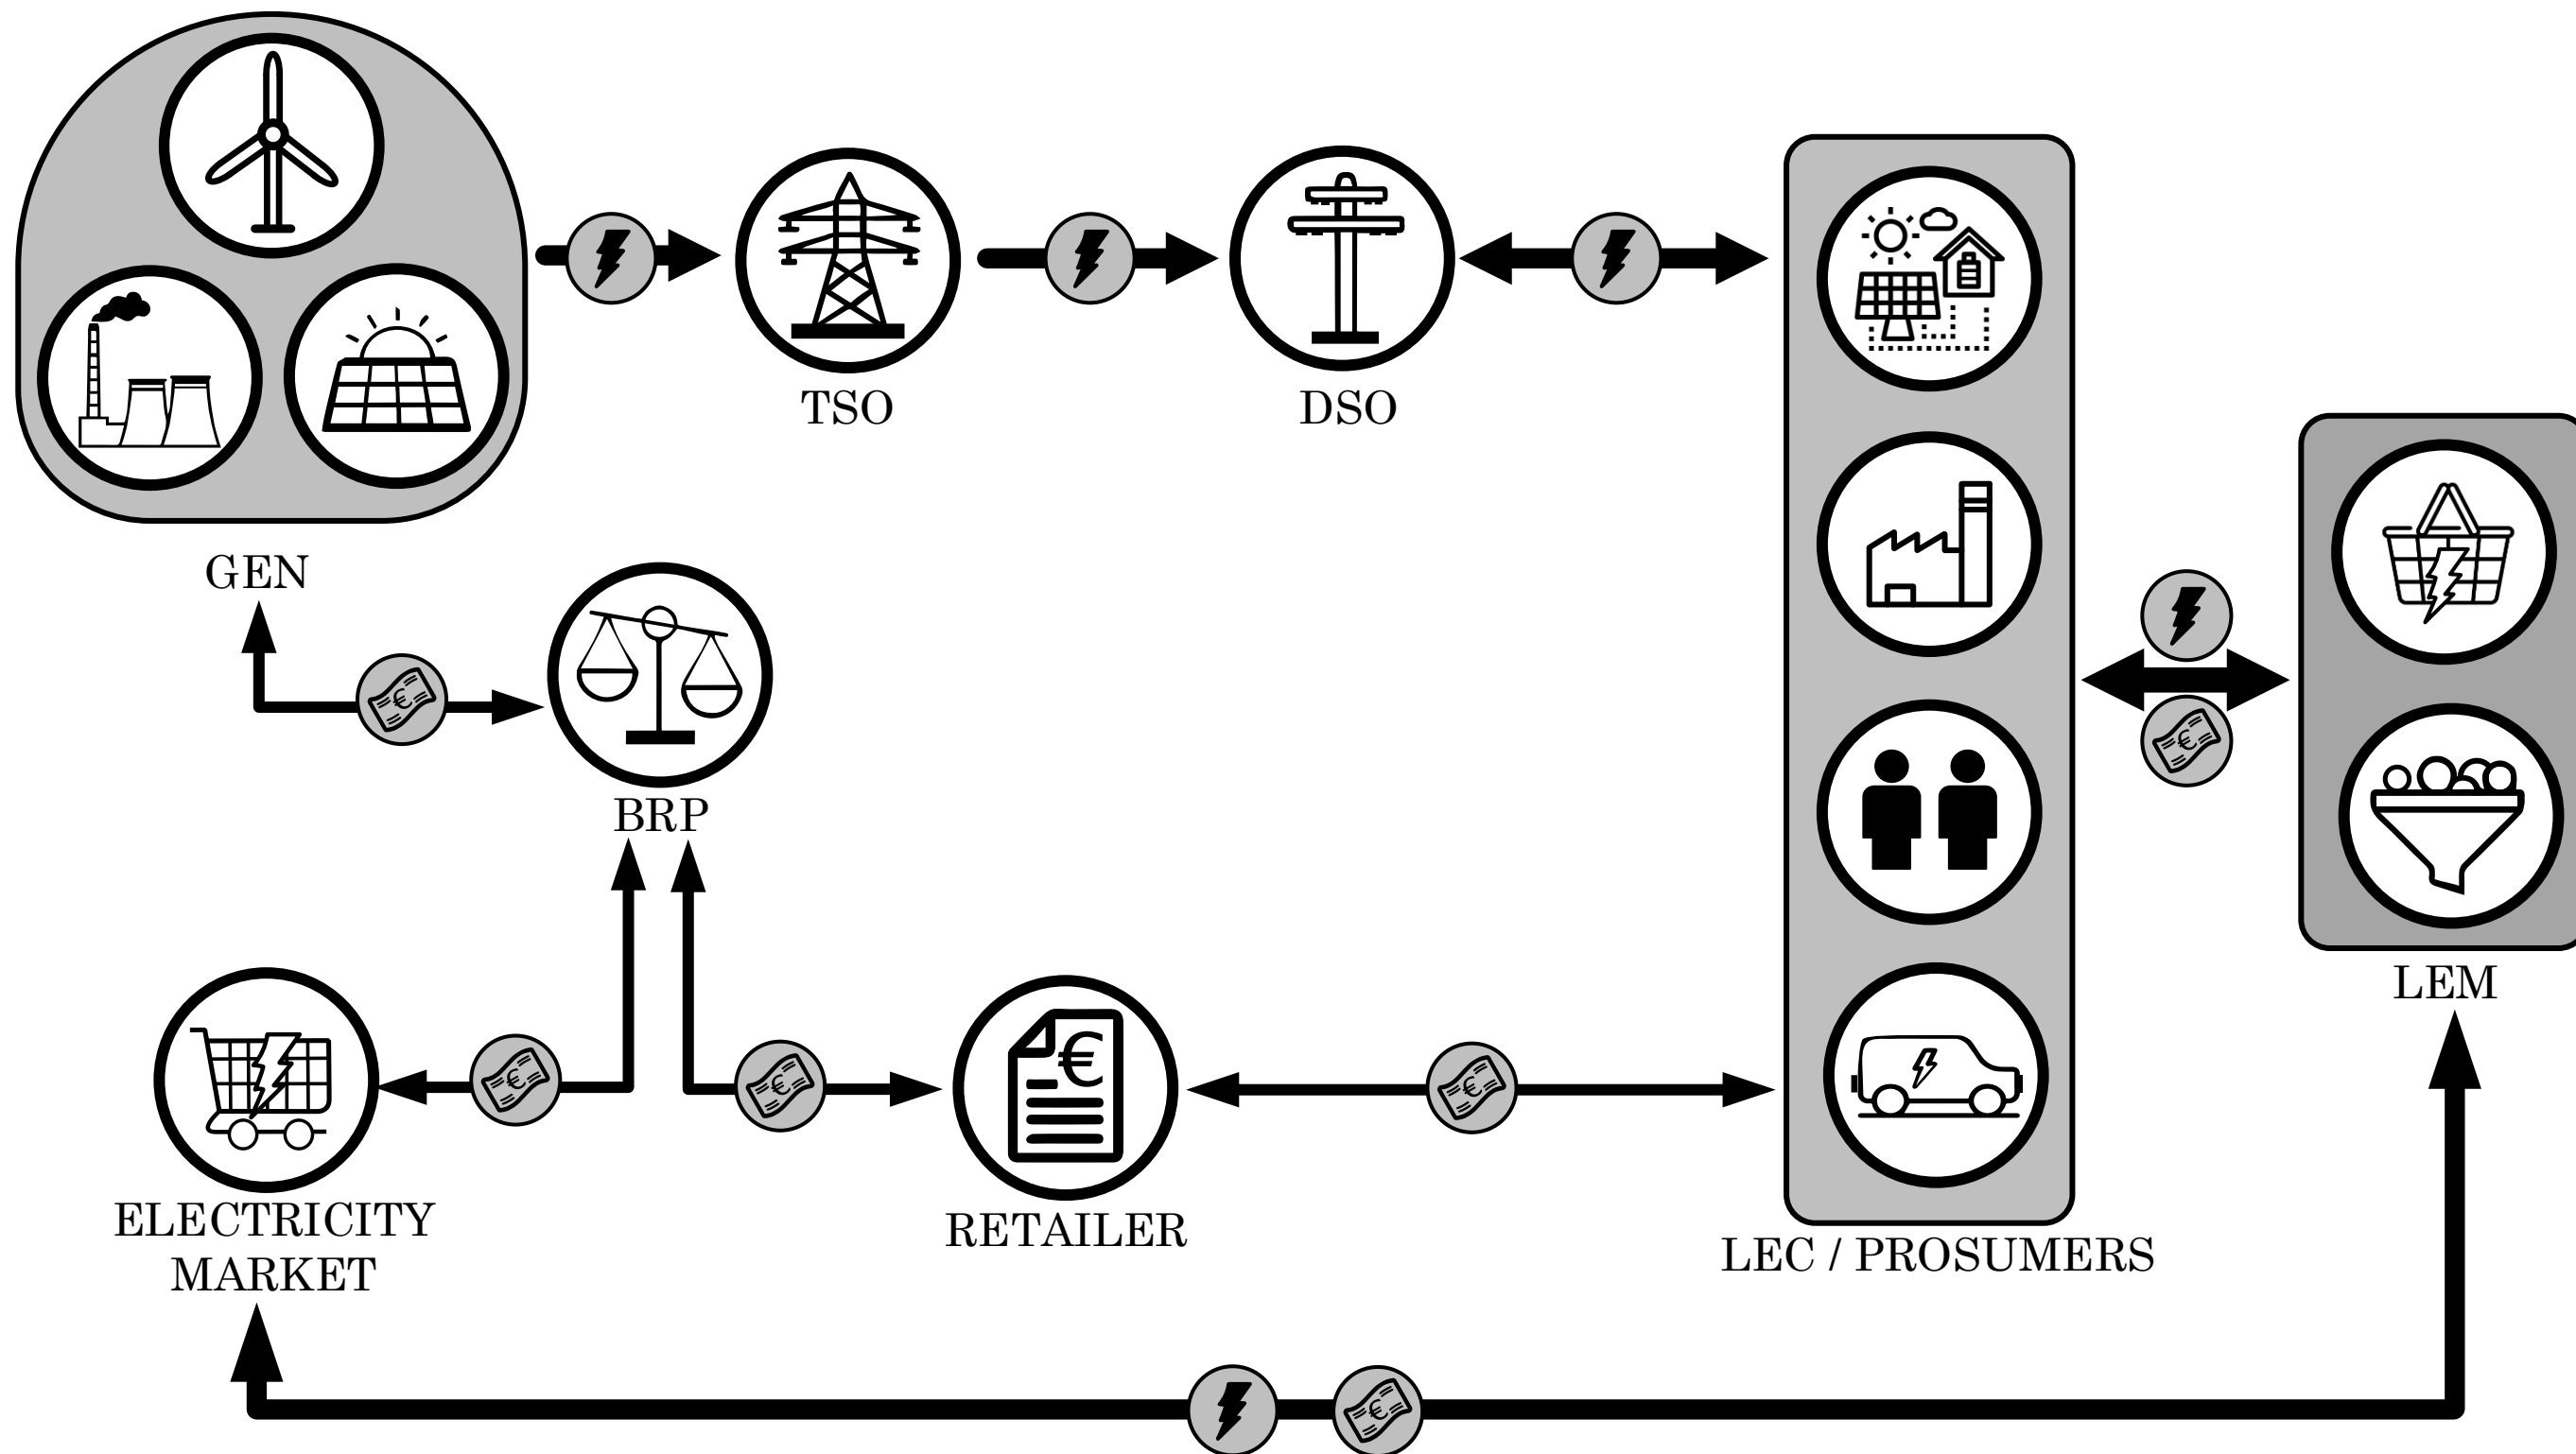 TSO
DSO
GEN
BRP
LEM
€
€
€
€
€
€
€
ELECTRICITY
MARKET
RETAILER
LEC / PROSUMERS